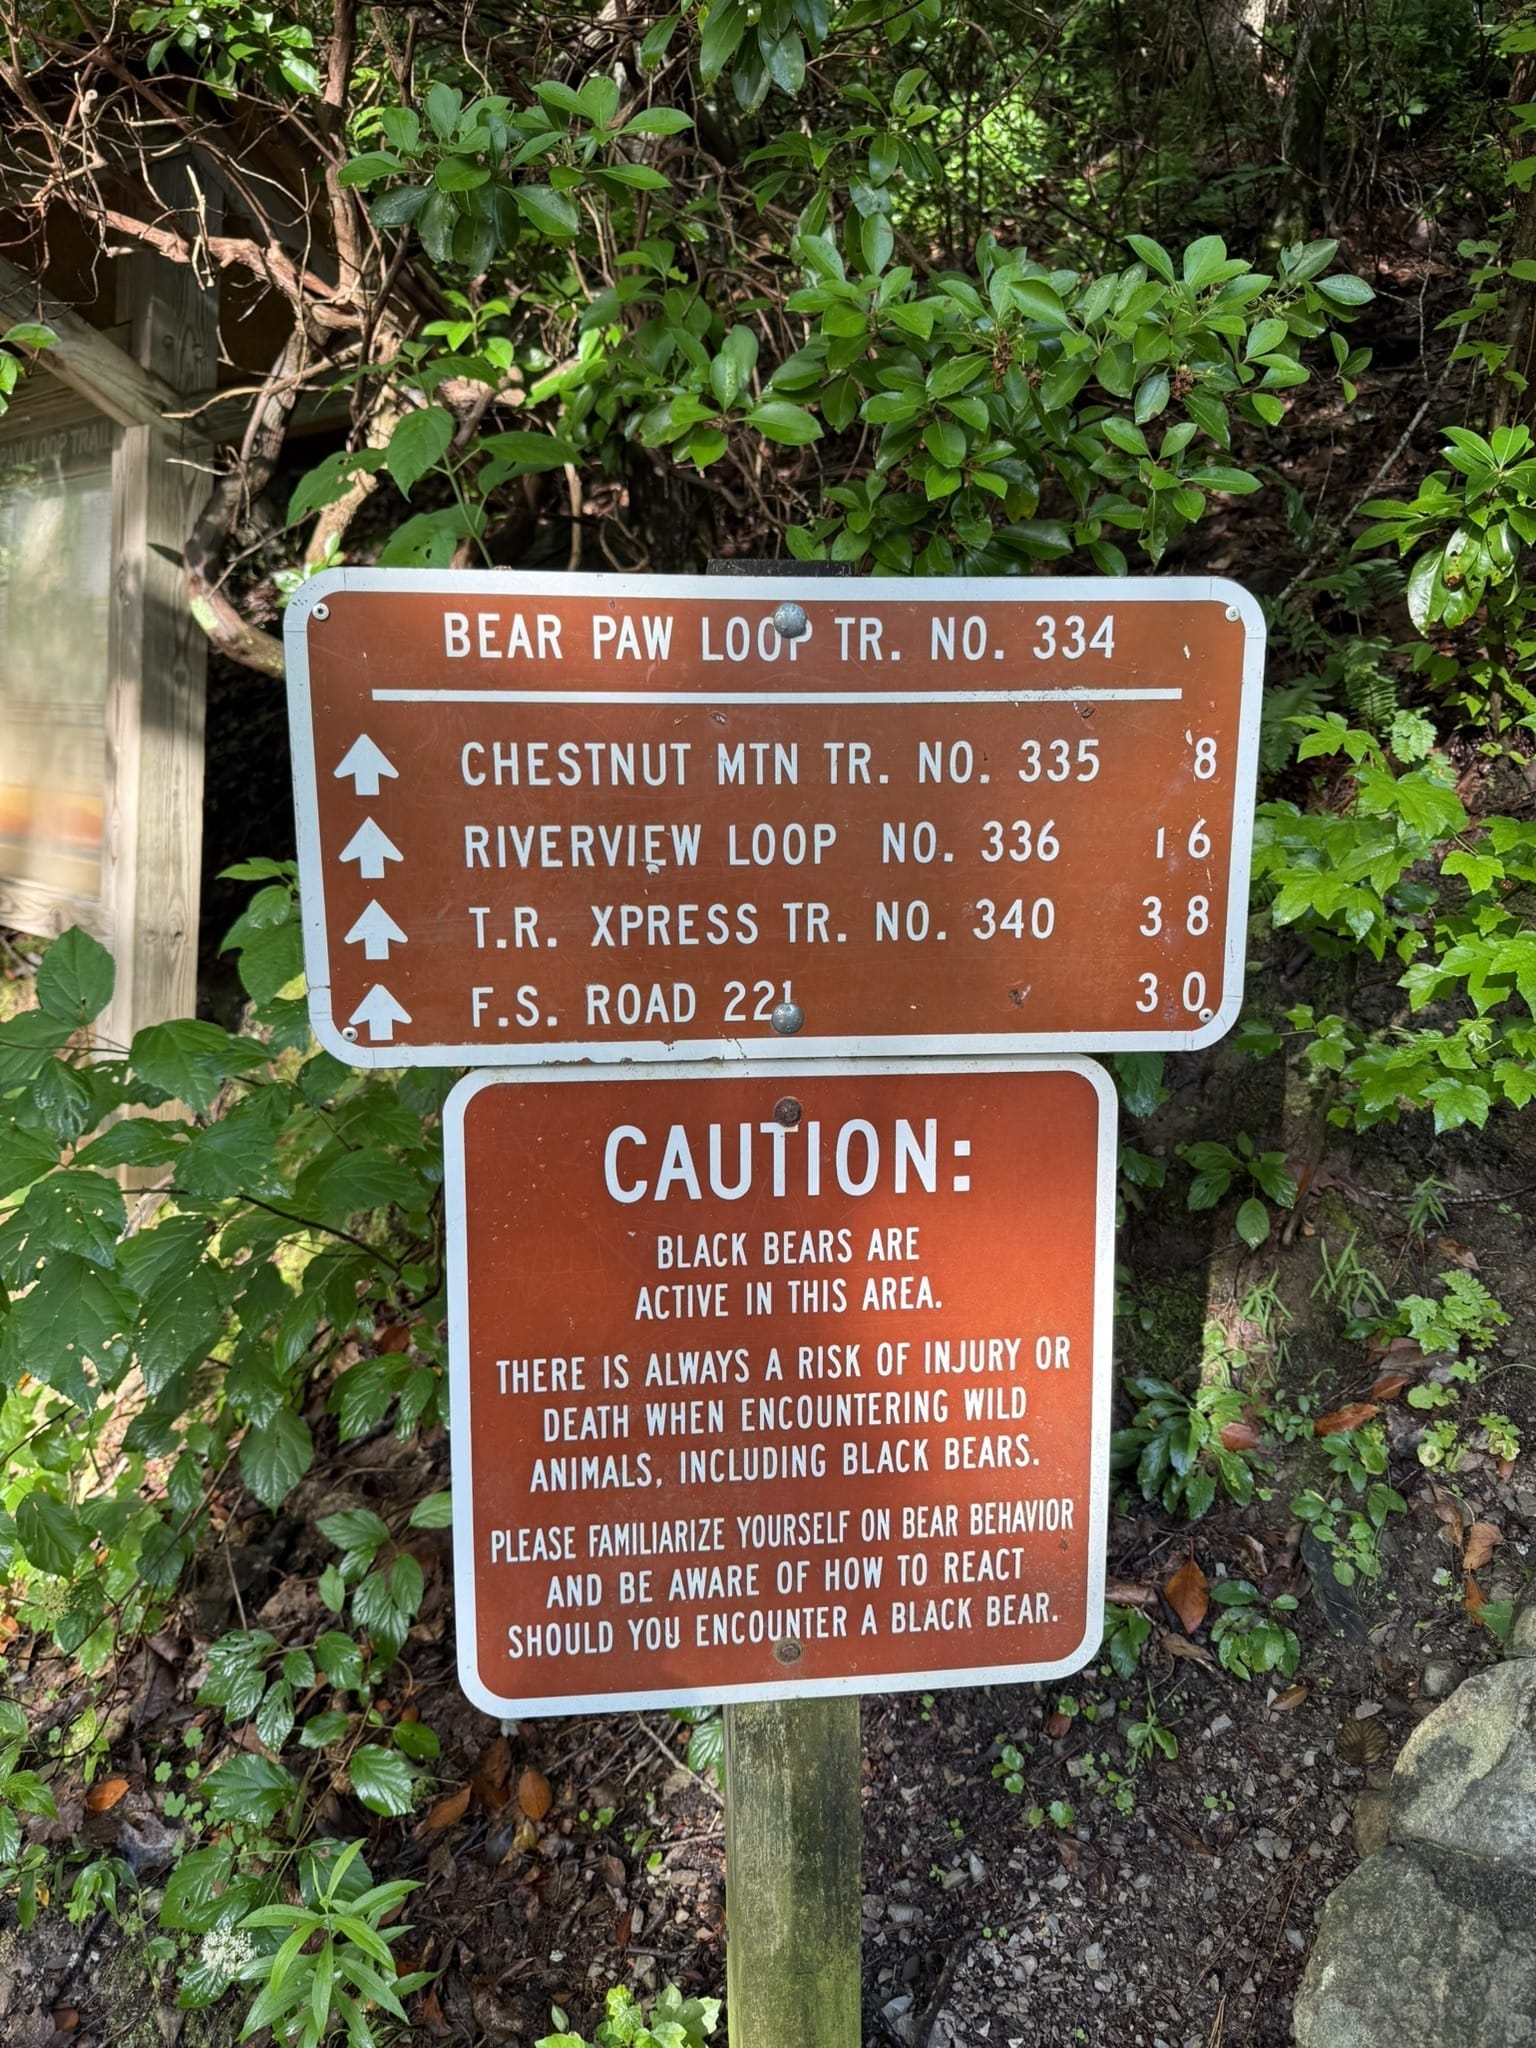 PAW LOOP TRAIL
BEAR PAW LOOP TR. NO. 334
CHESTNUT MTN TR. NO. 335 8
RIVERVIEW LOOP NO. 336 1 6
T.R. XPRESS TR. NO. 340 3 8
F.S. ROAD 221 3 0
CAUTION:
BLACK BEARS ARE
ACTIVE IN THIS AREA.
THERE IS ALWAYS A RISK OF INJURY OR
DEATH WHEN ENCOUNTERING WILD
ANIMALS, INCLUDING BLACK BEARS.
PLEASE FAMILIARIZE YOURSELF ON BEAR BEHAVIOR
AND BE AWARE OF HOW TO REACT
SHOULD YOU ENCOUNTER A BLACK BEAR.